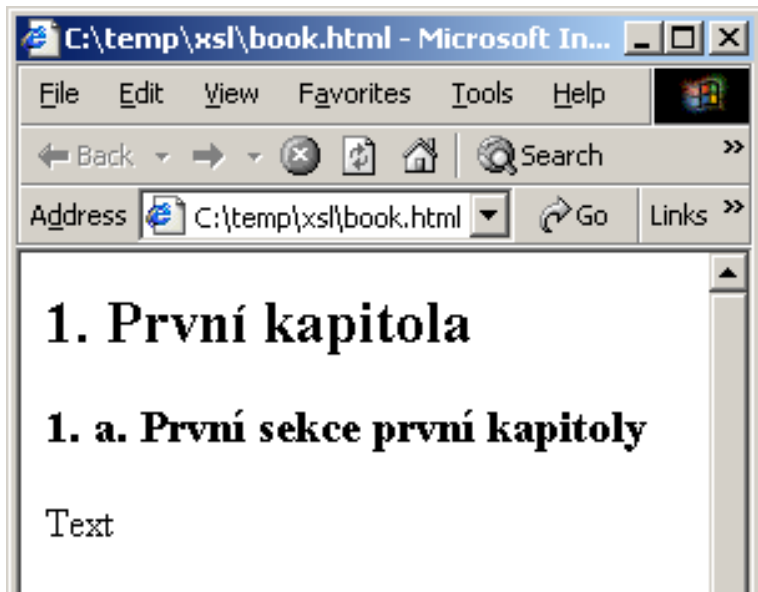 C:\temp\xsl\book.html - Microsoft In...
File Edit View Favorites Tools Help
Back Search »
Address C:\temp\xsl\book.html Go Links »
1. První kapitola
1. a. První sekce první kapitoly
Text